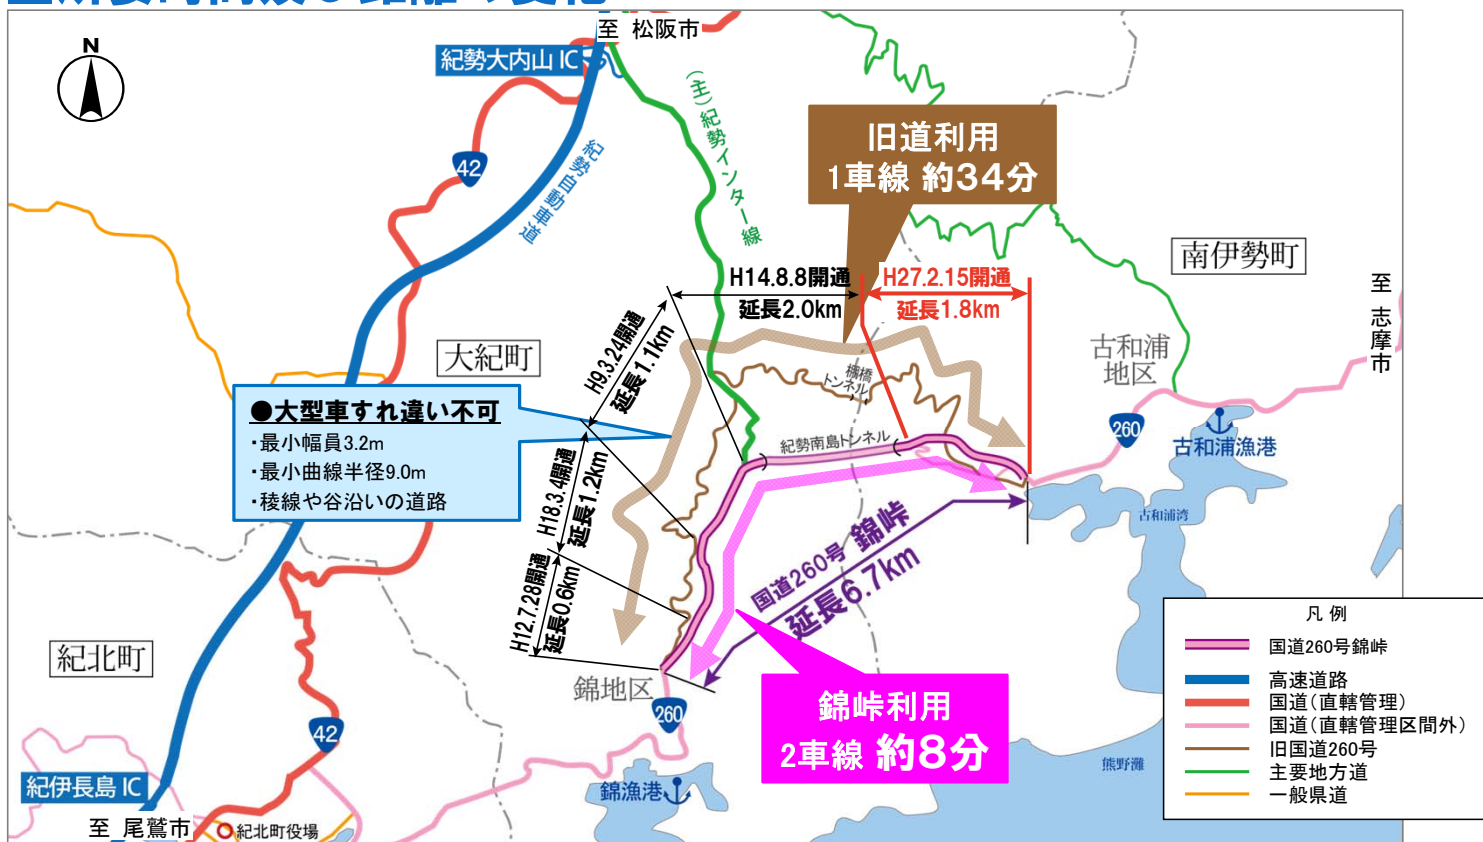 至 松阪市
N
紀勢大内山 IC
(主)紀勢インター線
旧道利用
1車線 約34分
42
紀勢自動車道
南伊勢町
H14.8.8開通
延長2.0km
H27.2.15開通
延長1.8km
至 志摩市
H9.3.24開通
延長1.1km
大紀町
古和浦
地区
棚橋
トンネル
●大型車すれ違い不可
・最小幅員3.2m
・最小曲線半径9.0m
・稜線や谷沿いの道路
紀勢南島トンネル
260
古和浦漁港
H18.3.4開通
延長1.2km
古和浦湾
H12.7.28開通
延長0.6km
国道260号 錦峠
延長6.7km
紀北町
錦地区
260
錦峠利用
2車線 約8分
42
熊野灘
紀伊長島 IC
錦漁港
至 尾鷲市
紀北町役場
凡 例
国道260号錦峠
高速道路
国道(直轄管理)
国道(直轄管理区間外)
旧国道260号
主要地方道
一般県道